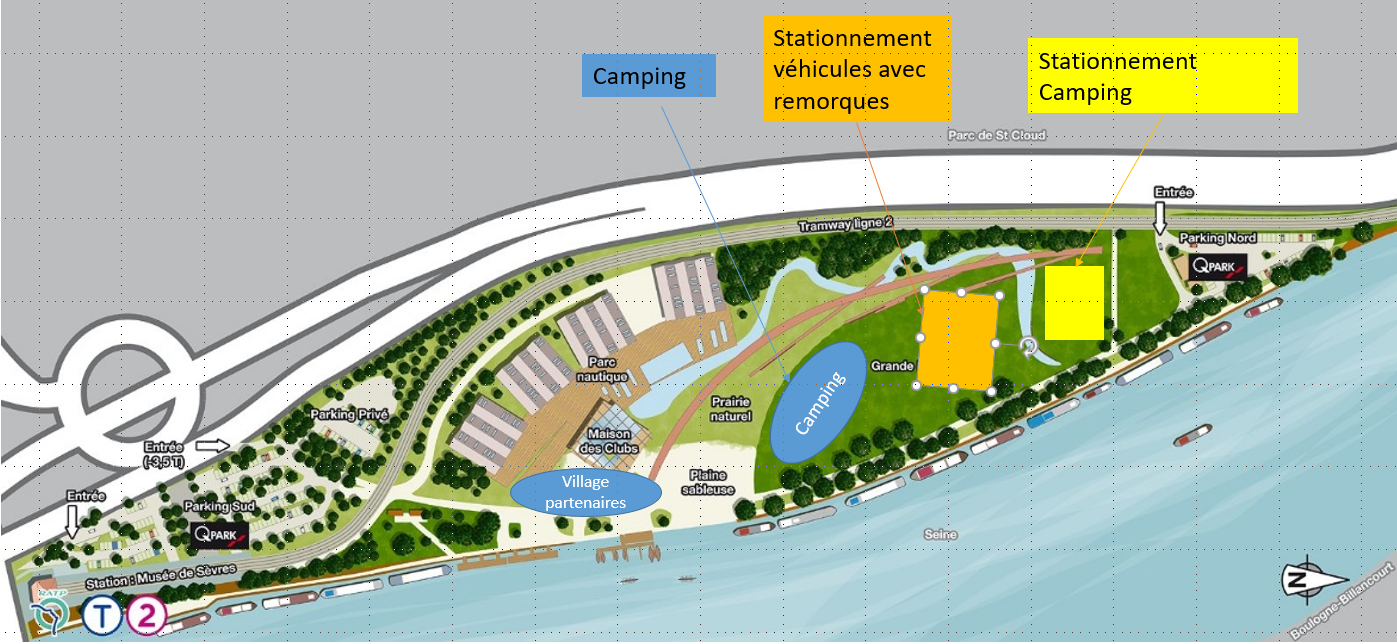 Stationnement
véhicules avec
remorques
Camping
Stationnement
Camping
Parc de St Cloud
Entrée
Tramway ligne 2
Parking Nord
QPARK
Parc
nautique
Grande
Camping
Prairie
naturel
Parking Privé
Maison
des Clubs
Entrée
(-3,5 T)
Plaine
sableuse
Village
partenaires
Entrée
Parking Sud
QPARK
Seine
Station : Musée de Sèvres
N
RATP
T
2
Boulogne-Billancourt